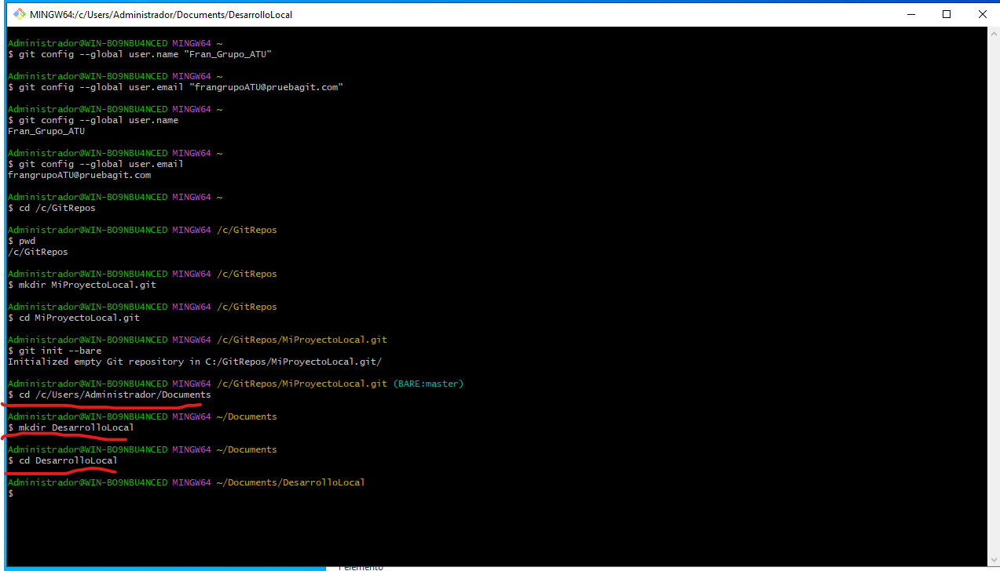 MINGW64:/c/Users/Administrador/Documents/DesarrolloLocal
Administrador@WIN-BO9NBU4NCED MINGW64 ~
$ git config --global user.name "Fran_Grupo_ATU"
Administrador@WIN-BO9NBU4NCED MINGW64 ~
$ git config --global user.email "frangrupoATU@pruebagit.com"
Administrador@WIN-BO9NBU4NCED MINGW64 ~
$ git config --global user.name
Fran_Grupo_ATU
Administrador@WIN-BO9NBU4NCED MINGW64 ~
$ git config --global user.email
frangrupoATU@pruebagit.com
Administrador@WIN-BO9NBU4NCED MINGW64 ~
$ cd /c/GitRepos
Administrador@WIN-BO9NBU4NCED MINGW64 /c/GitRepos
$ pwd
/c/GitRepos
Administrador@WIN-BO9NBU4NCED MINGW64 /c/GitRepos
$ mkdir MiProyectoLocal.git
Administrador@WIN-BO9NBU4NCED MINGW64 /c/GitRepos
$ cd MiProyectoLocal.git
Administrador@WIN-BO9NBU4NCED MINGW64 /c/GitRepos/MiProyectoLocal.git
$ git init --bare
Initialized empty Git repository in C:/GitRepos/MiProyectoLocal.git/
Administrador@WIN-BO9NBU4NCED MINGW64 /c/GitRepos/MiProyectoLocal.git (BARE:master)
$ cd /c/Users/Administrador/Documents
Administrador@WIN-BO9NBU4NCED MINGW64 ~/Documents
$ mkdir DesarrolloLocal
Administrador@WIN-BO9NBU4NCED MINGW64 ~/Documents
$ cd DesarrolloLocal
Administrador@WIN-BO9NBU4NCED MINGW64 ~/Documents/DesarrolloLocal
$
1 elemento